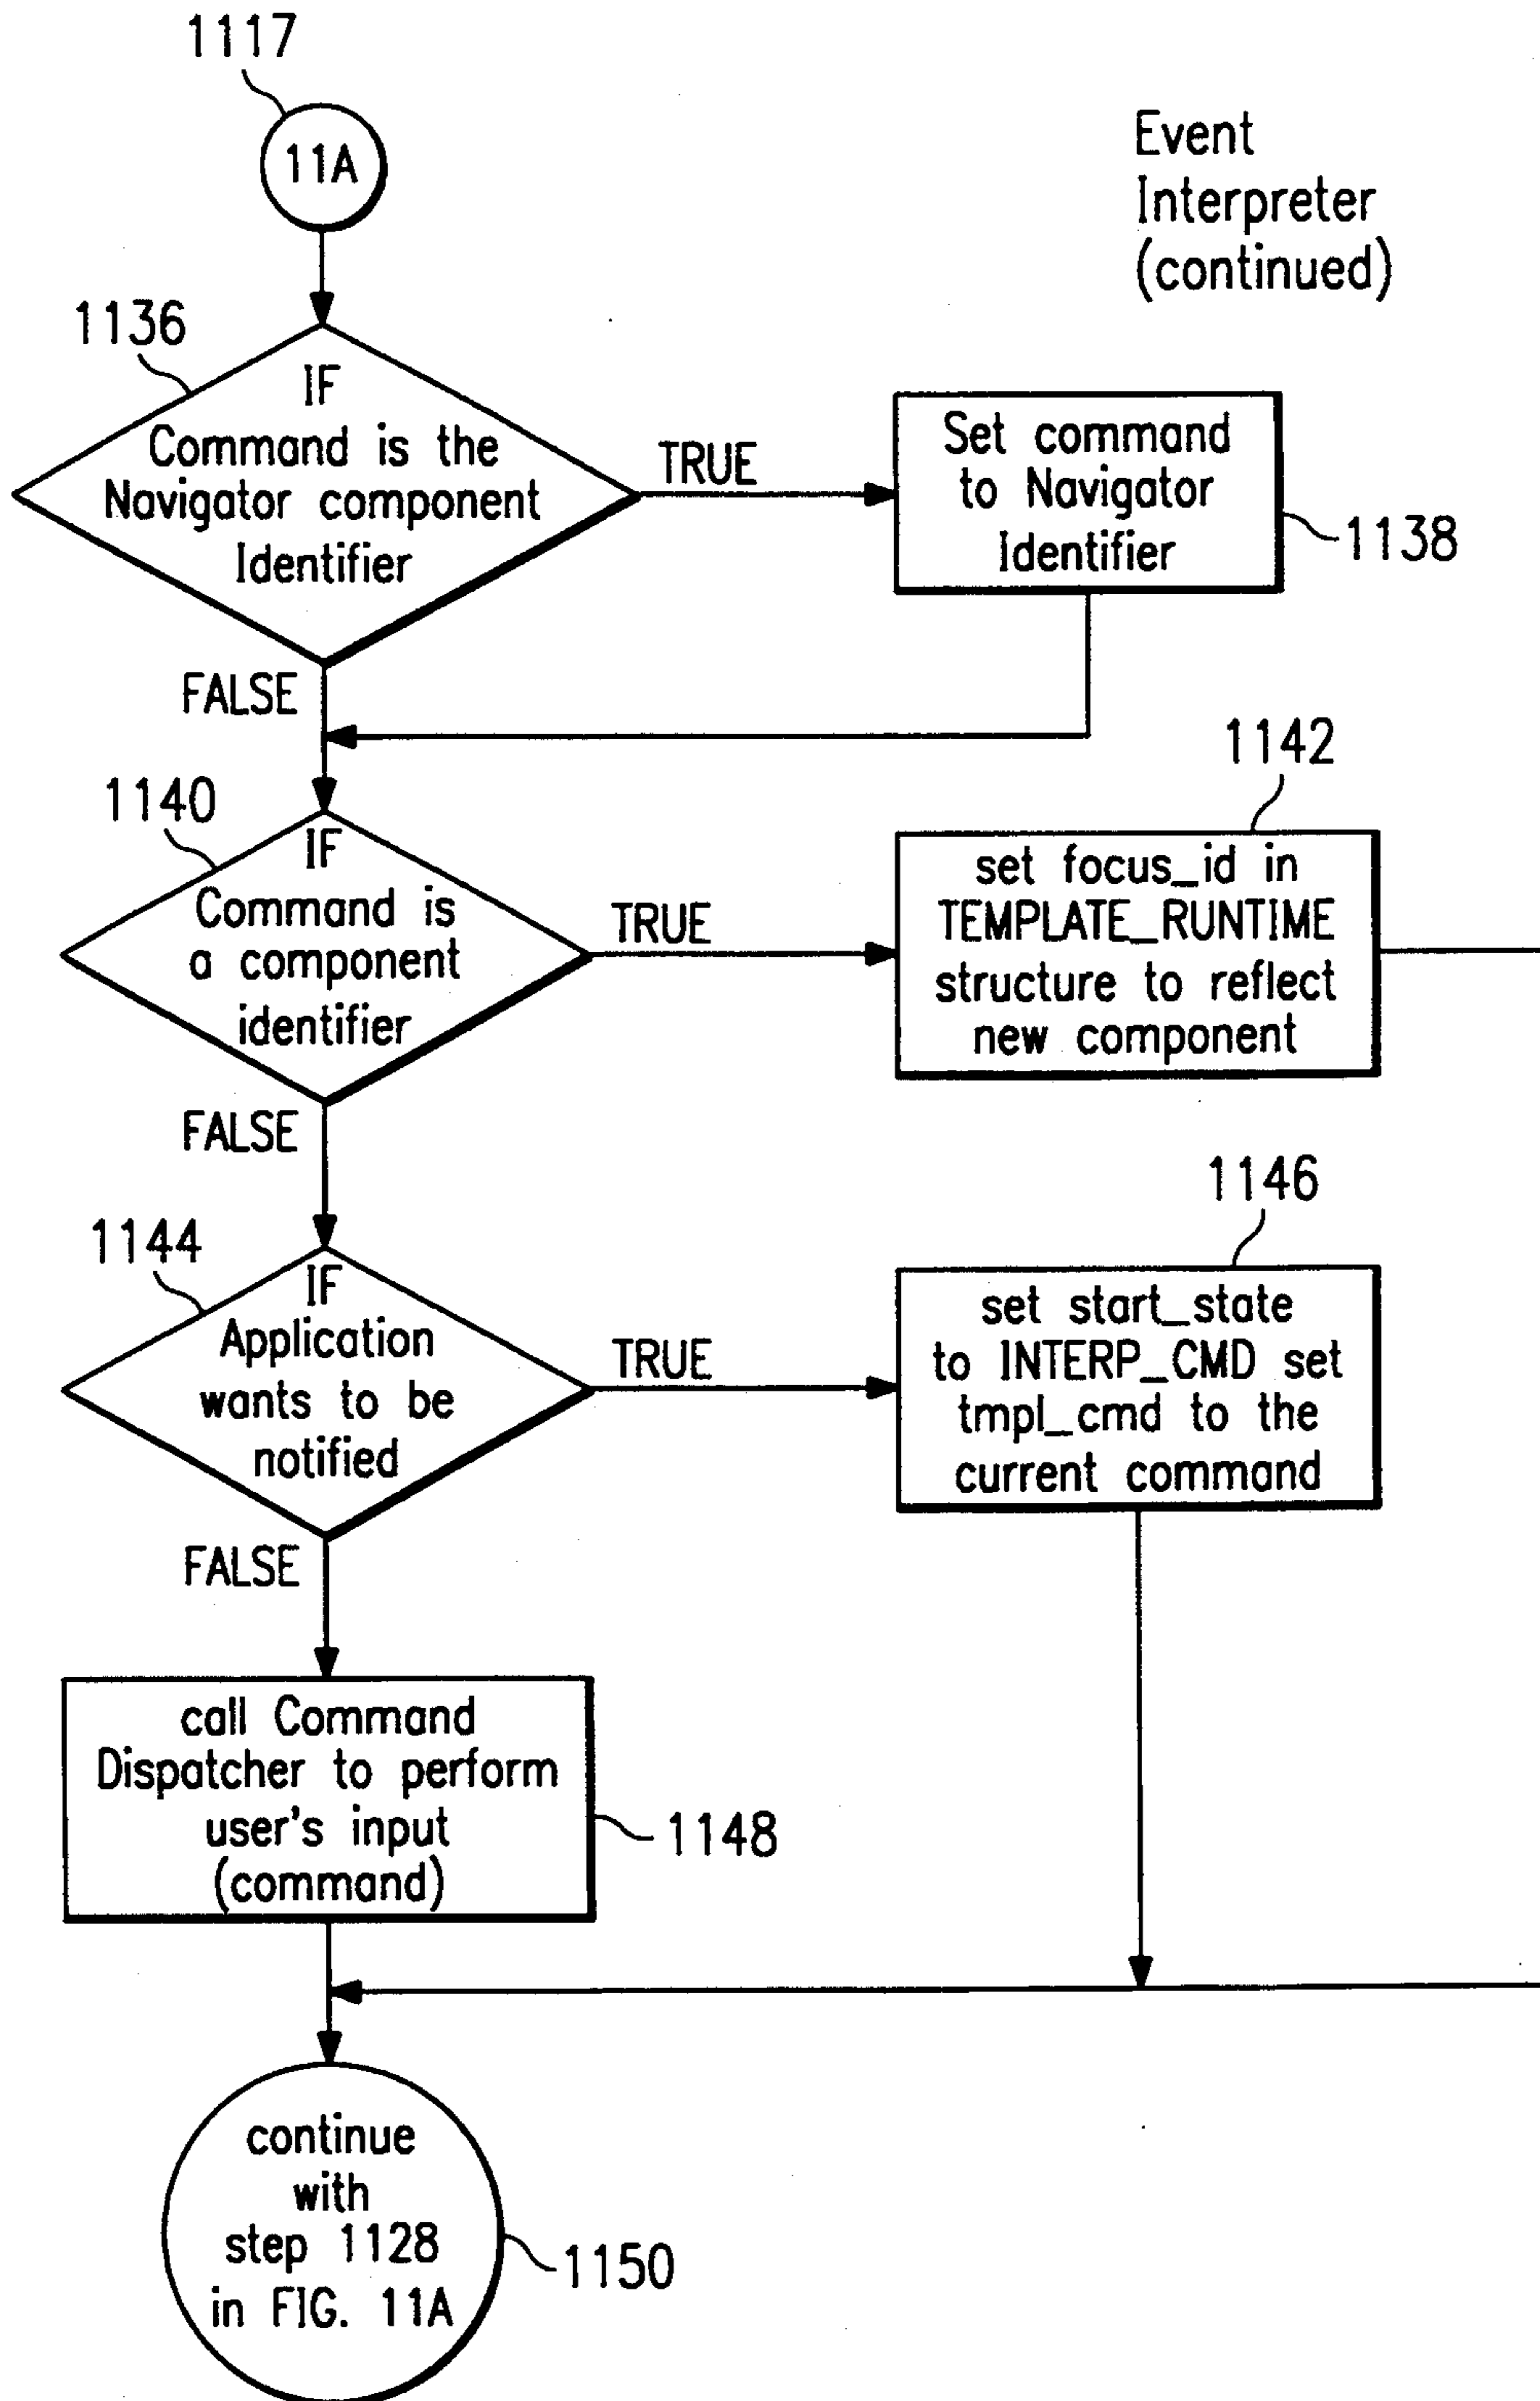 1117
11A
Event
Interpreter
(continued)
1136
IF
Command is the
Navigator component
Identifier
TRUE
Set command
to Navigator
Identifier
1138
FALSE
1140
IF
Command is
a component
identifier
TRUE
1142
set focus_id in
TEMPLATE_RUNTIME
structure to reflect
new component
FALSE
1144
IF
Application
wants to be
notified
TRUE
1146
set start_state
to INTERP_CMD set
tmpl_cmd to the
current command
FALSE
call Command
Dispatcher to perform
user's input
(command)
1148
continue
with
step 1128
in FIG. 11A
1150